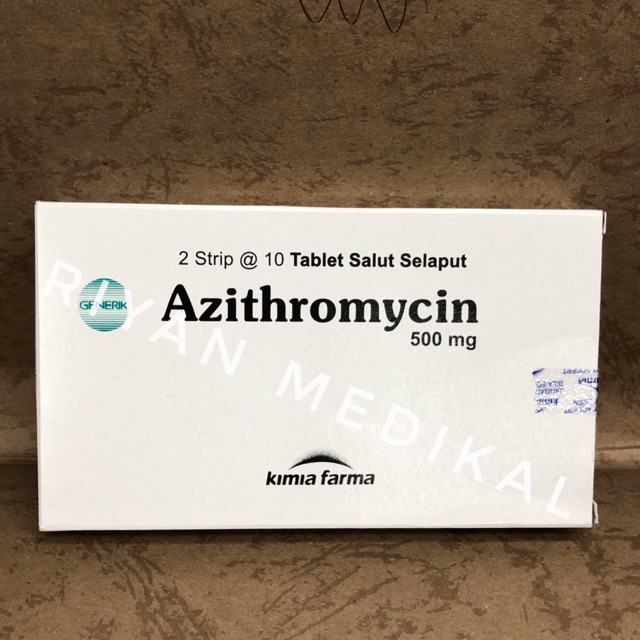 2 Strip @ 10 Tablet Salut Selaput
GENERIK
Azithromycin
500 mg
kimia farma
RIYAN MEDIKAL